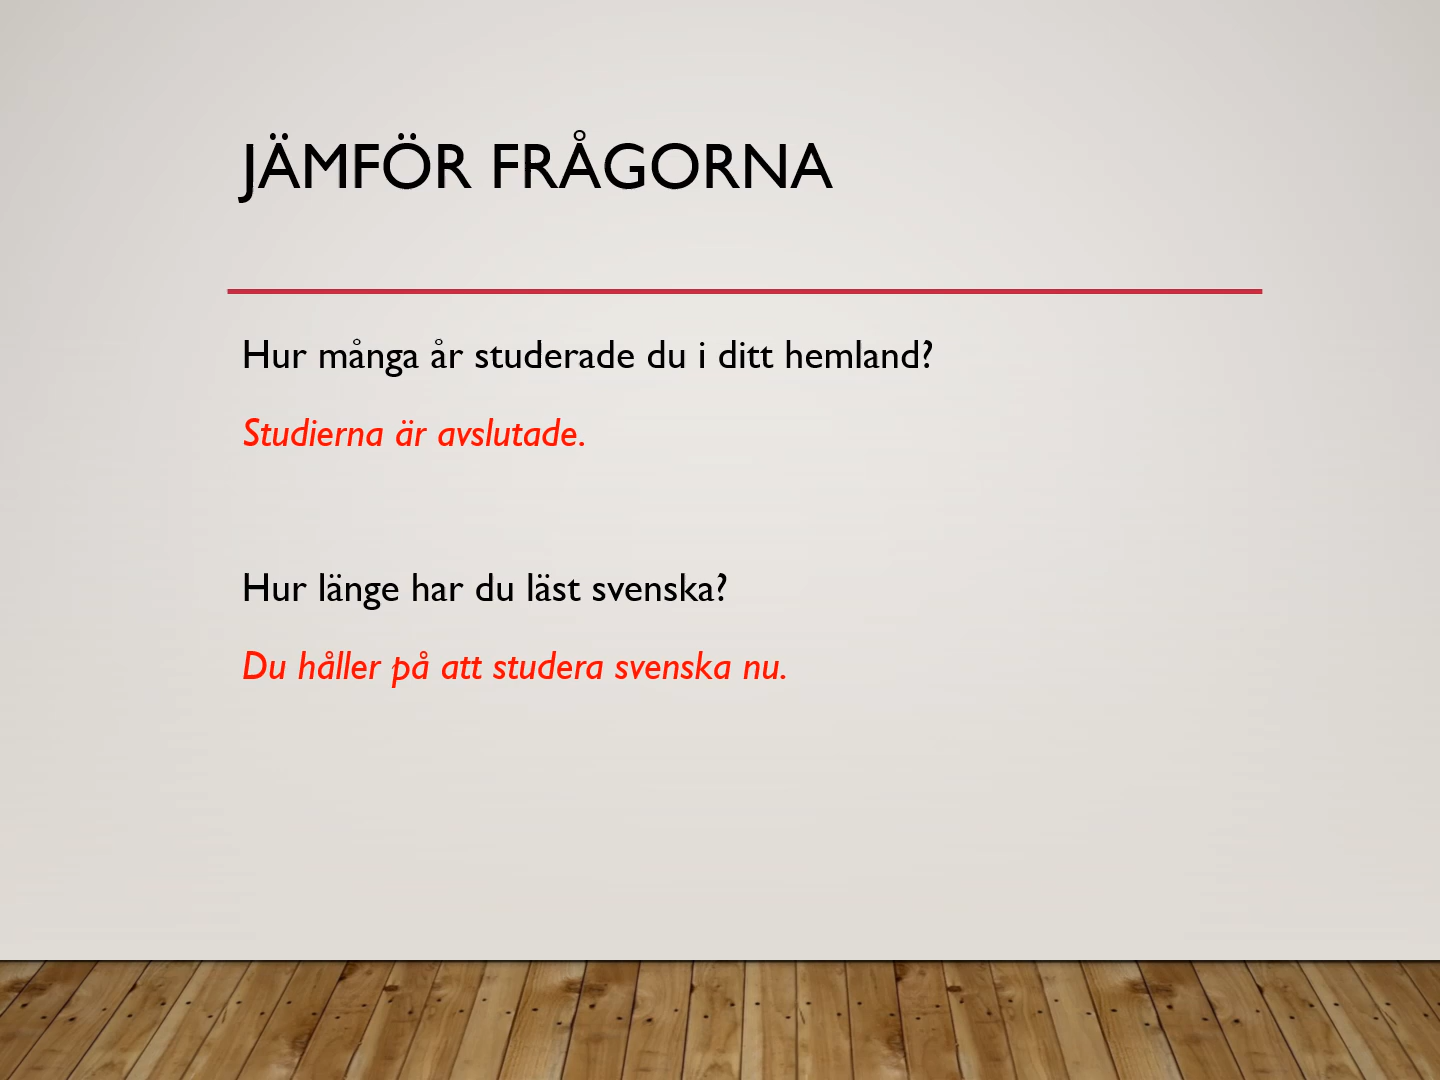 JÄMFÖR FRÅGORNA
Hur många år studerade du i ditt hemland?
Studierna är avslutade.
Hur länge har du läst svenska?
Du håller på att studera svenska nu.